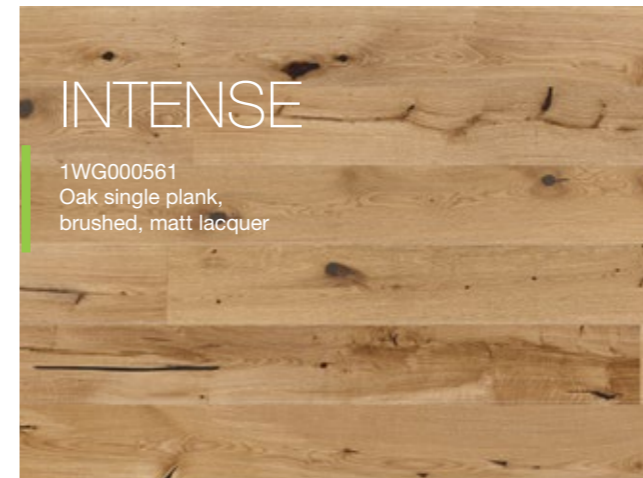 INTENSE
1WG000561
Oak single plank,
brushed, matt lacquer